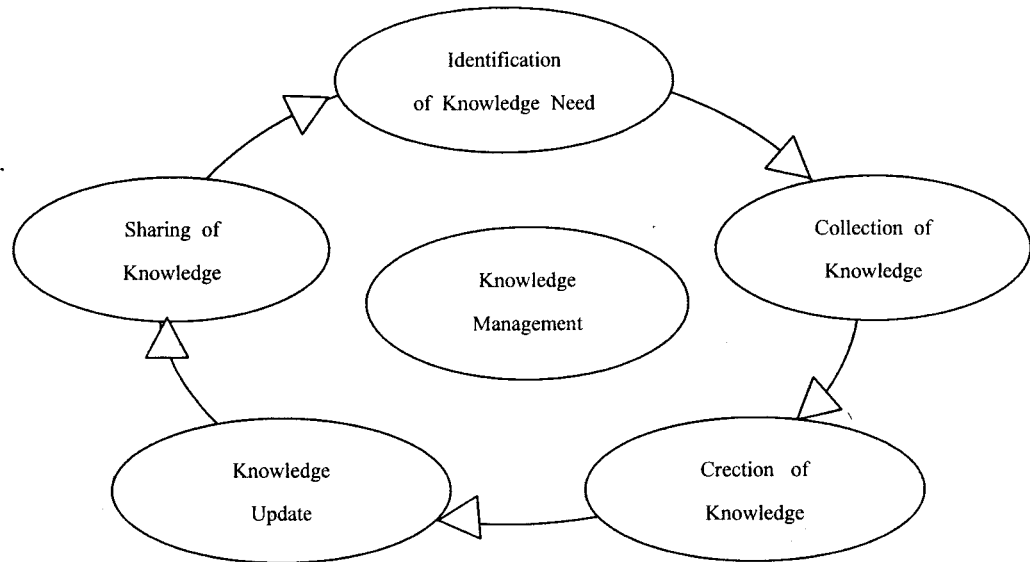 Identification
of Knowledge Need
Sharing of
Knowledge
Collection of
Knowledge
Knowledge
Management
Knowledge
Update
Crection of
Knowledge